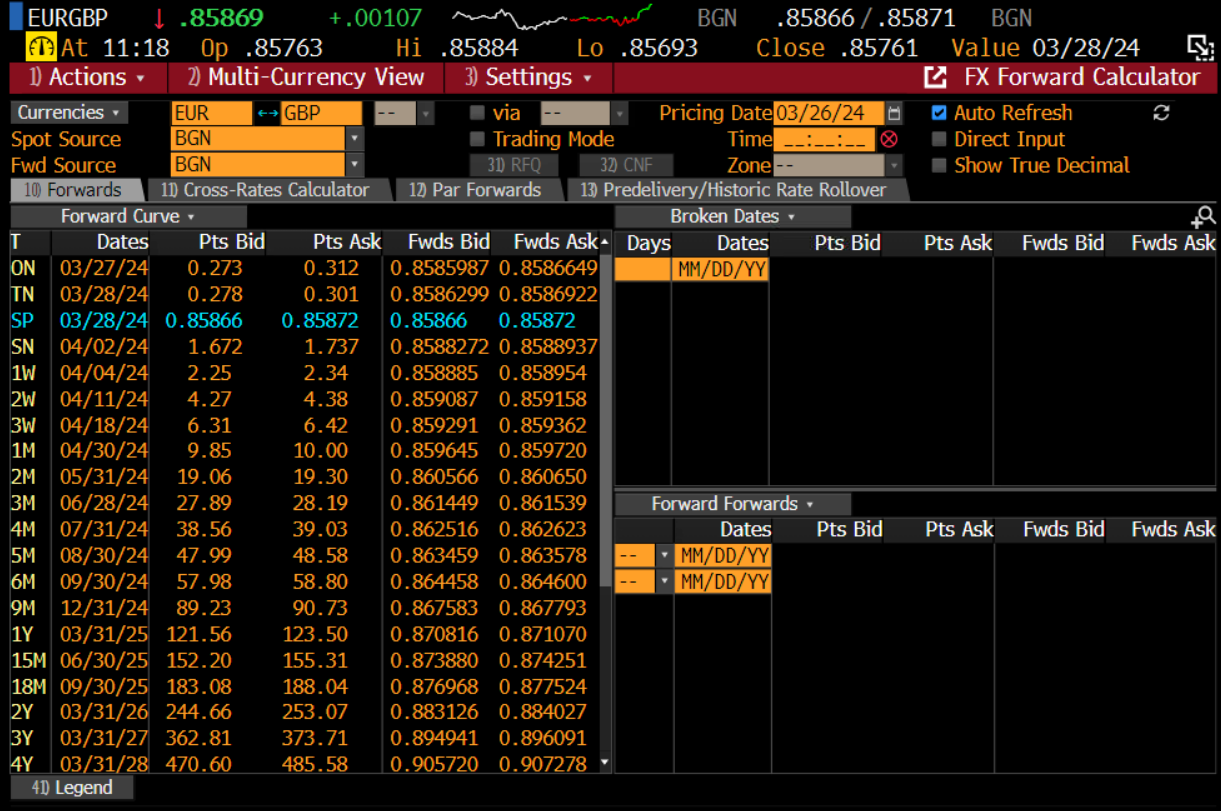 EURGBP ↓ .85869 +.00107 BGN .85866 / .85871 BGN
At 11:18 Op .85763 Hi .85884 Lo .85693 Close .85761 Value 03/28/24
1) Actions 2) Multi-Currency View 3) Settings FX Forward Calculator
Currencies EUR ↔ GBP -- via -- Pricing Date 03/26/24 Auto Refresh
Spot Source BGN Trading Mode Time __:__:__ Direct Input
Fwd Source BGN 31) RFQ 32) CNF Zone -- Show True Decimal
10) Forwards 11) Cross-Rates Calculator 12) Par Forwards 13) Predelivery/Historic Rate Rollover
Forward Curve
T Dates Pts Bid Pts Ask Fwds Bid Fwds Ask
ON 03/27/24 0.273 0.312 0.8585987 0.8586649
TN 03/28/24 0.278 0.301 0.8586299 0.8586922
SP 03/28/24 0.85866 0.85872 0.85866 0.85872
SN 04/02/24 1.672 1.737 0.8588272 0.8588937
1W 04/04/24 2.25 2.34 0.858885 0.858954
2W 04/11/24 4.27 4.38 0.859087 0.859158
3W 04/18/24 6.31 6.42 0.859291 0.859362
1M 04/30/24 9.85 10.00 0.859645 0.859720
2M 05/31/24 19.06 19.30 0.860566 0.860650
3M 06/28/24 27.89 28.19 0.861449 0.861539
4M 07/31/24 38.56 39.03 0.862516 0.862623
5M 08/30/24 47.99 48.58 0.863459 0.863578
6M 09/30/24 57.98 58.80 0.864458 0.864600
9M 12/31/24 89.23 90.73 0.867583 0.867793
1Y 03/31/25 121.56 123.50 0.870816 0.871070
15M 06/30/25 152.20 155.31 0.873880 0.874251
18M 09/30/25 183.08 188.04 0.876968 0.877524
2Y 03/31/26 244.66 253.07 0.883126 0.884027
3Y 03/31/27 362.81 373.71 0.894941 0.896091
4Y 03/31/28 470.60 485.58 0.905720 0.907278
Broken Dates
Days Dates Pts Bid Pts Ask Fwds Bid Fwds Ask
MM/DD/YY
Forward Forwards
Dates Pts Bid Pts Ask Fwds Bid Fwds Ask
-- MM/DD/YY
-- MM/DD/YY
41) Legend